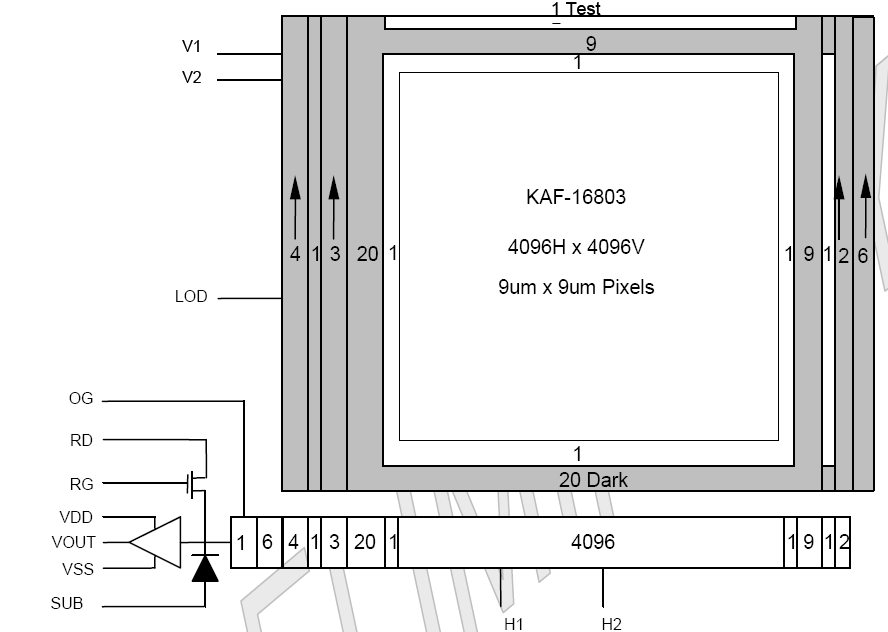 1 Test
V1
9
1
V2
KAF-16803
4096H x 4096V
4 1 3 20 1 1 9 1 2 6
9um x 9um Pixels
LOD
OG
RD
1
20 Dark
RG
VDD
VOUT
1 6 4 1 3 20 1 4096 1 9 1 2
VSS
SUB
H1 H2